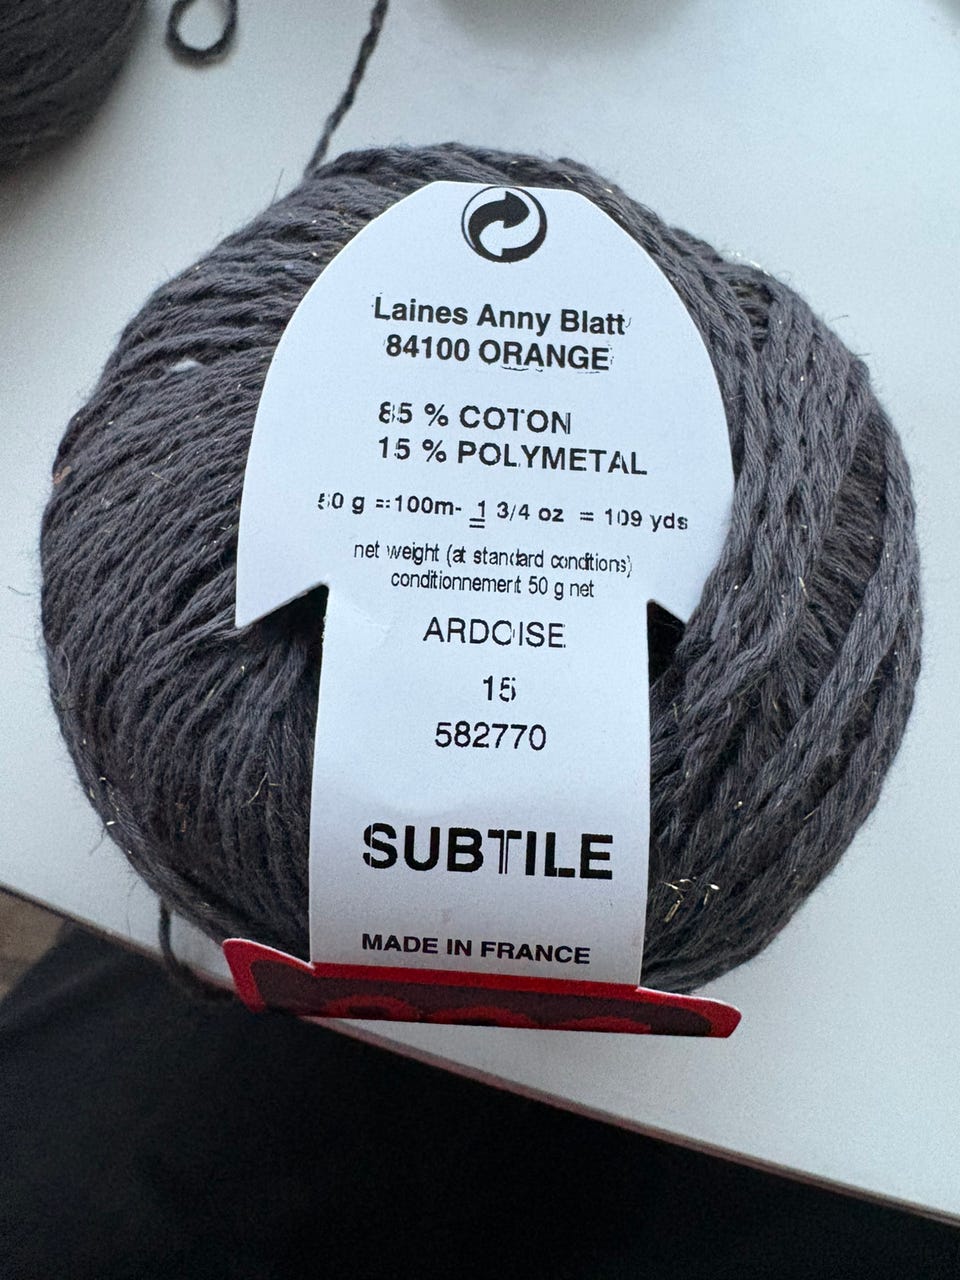 Laines Anny Blatt
84100 ORANGE
85 % COTON
15 % POLYMETAL
50 g = 100m- 1 3/4 oz = 109 yds
net weight (at standard conditions)
conditionnement 50 g net
ARDOISE
15
582770
SUBTILE
MADE IN FRANCE